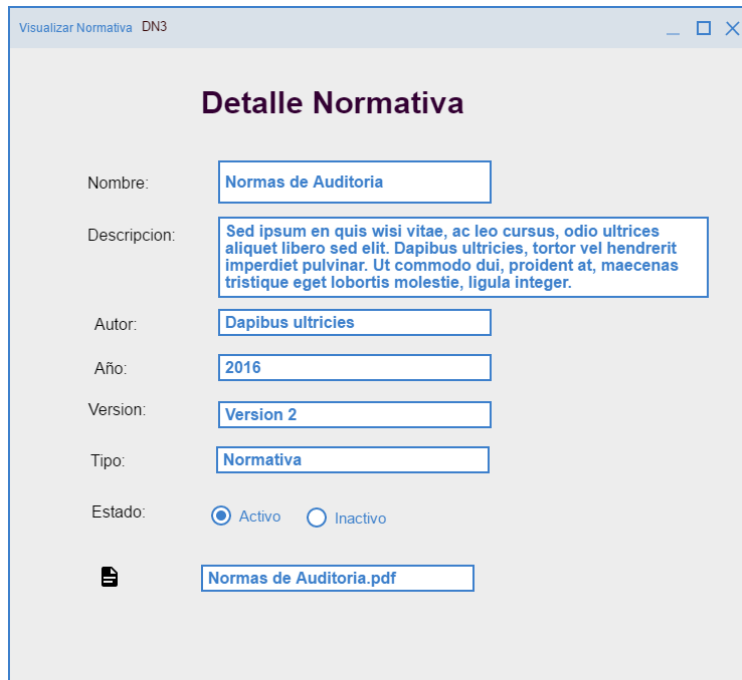 Visualizar Normativa DN3
Detalle Normativa
Nombre: Normas de Auditoria
Descripcion: Sed ipsum en quis wisi vitae, ac leo cursus, odio ultrices
aliquet libero sed elit. Dapibus ultricies, tortor vel hendrerit
imperdiet pulvinar. Ut commodo dui, proident at, maecenas
tristique eget lobortis molestie, ligula integer.
Autor: Dapibus ultricies
Año: 2016
Version: Version 2
Tipo: Normativa
Estado: Activo Inactivo
Normas de Auditoria.pdf